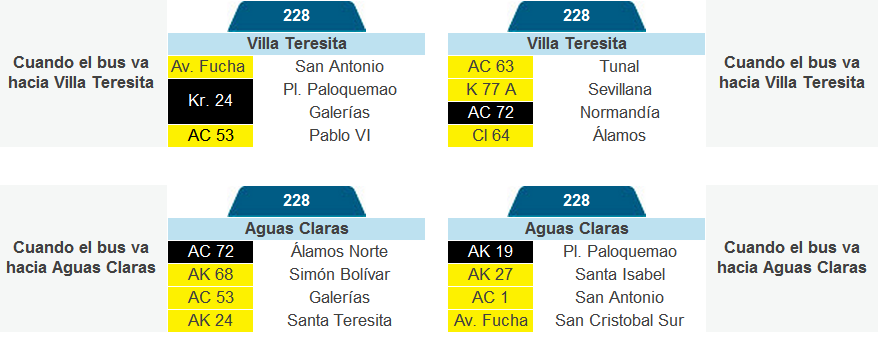 Cuando el bus va
hacia Villa Teresita
228
Villa Teresita
Av. Fucha San Antonio
Kr. 24 Pl. Paloquemao
Galerías
AC 53 Pablo VI
228
Villa Teresita
AC 63 Tunal
K 77 A Sevillana
AC 72 Normandía
Cl 64 Álamos
Cuando el bus va
hacia Villa Teresita
Cuando el bus va
hacia Aguas Claras
228
Aguas Claras
AC 72 Álamos Norte
AK 68 Simón Bolívar
AC 53 Galerías
AK 24 Santa Teresita
228
Aguas Claras
AK 19 Pl. Paloquemao
AK 27 Santa Isabel
AC 1 San Antonio
Av. Fucha San Cristobal Sur
Cuando el bus va
hacia Aguas Claras